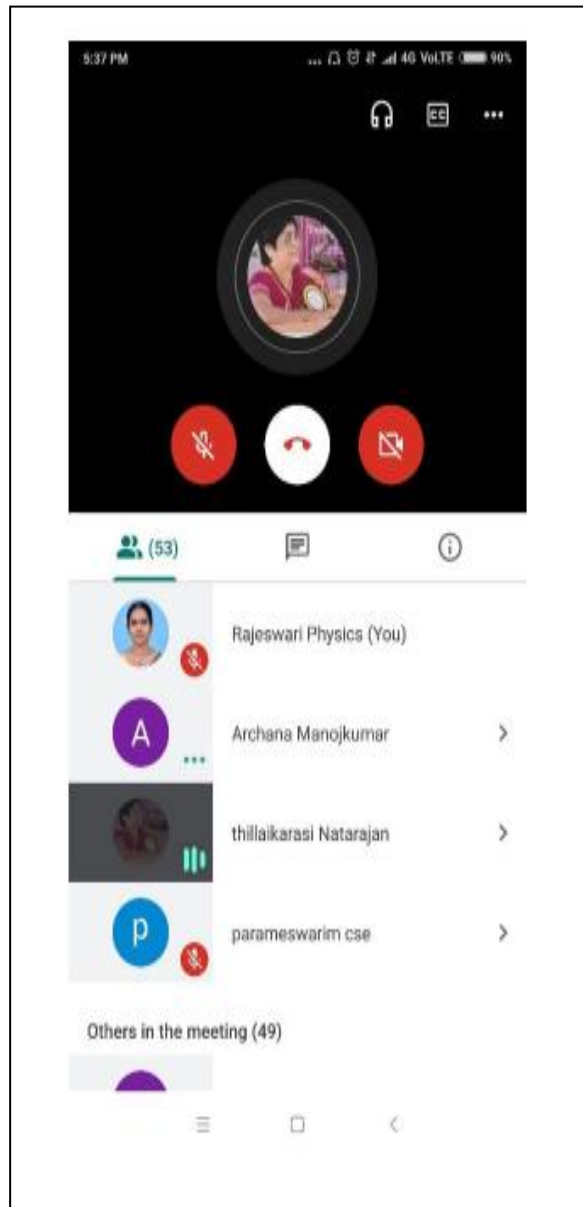 5:37 PM ... 4G VoLTE 90%
CC
(53)
Rajeswari Physics (You)
A Archana Manojkumar
thillaikarasi Natarajan
p parameswarim cse
Others in the meeting (49)